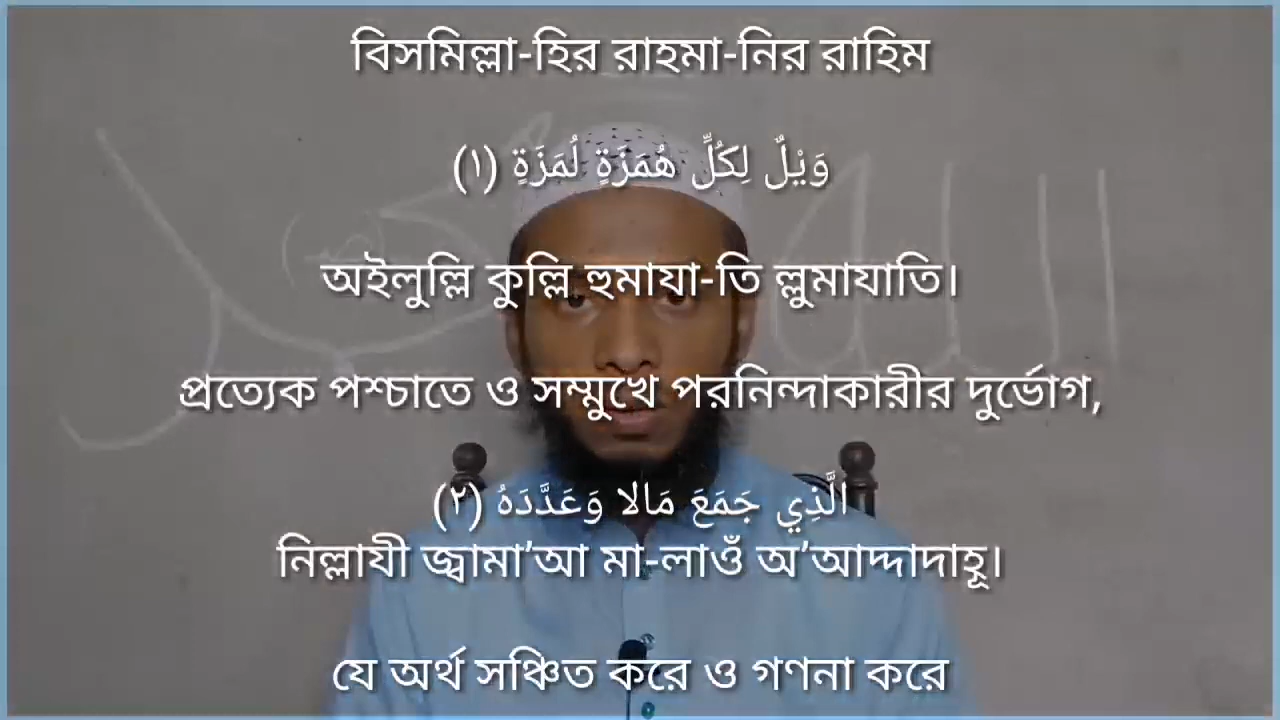 বিসমিল্লা-হির রাহমা-নির রাহিম
وَيْلٌ لِكُلِّ هُمَزَةٍ لُمَزَةٍ (١)
অইলুল্লি কুল্লি হুমাযা-তি ল্লুমাযাতি।
প্রত্যেক পশ্চাতে ও সম্মুখে পরনিন্দাকারীর দুর্ভোগ,
الَّذِي جَمَعَ مَالا وَعَدَّدَهُ (٢)
নিল্লাযী জ্বামা’আ মা-লাওঁ অ’আদ্দাদাহূ।
যে অর্থ সঞ্চিত করে ও গণনা করে